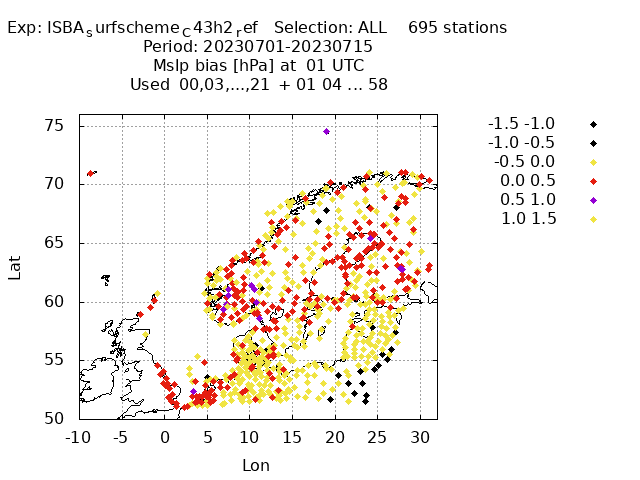 Exp: ISBAsurfschemeC43h2ref Selection: ALL 695 stations
Period: 20230701-20230715
Mslp bias [hPa] at 01 UTC
Used 00,03,...,21 + 01 04 ... 58
-1.5 -1.0
-1.0 -0.5
-0.5 0.0
0.0 0.5
0.5 1.0
1.0 1.5
75
70
65
60
55
50
Lat
-10 -5 0 5 10 15 20 25 30
Lon